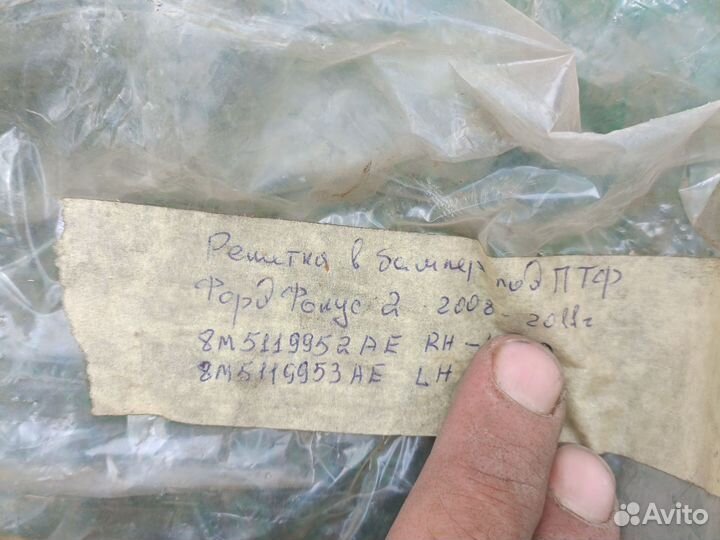 Решетка в бампер под ПТФ
Форд Фокус 2 2008-2011г
8M5119952AE RH-
8M5119953AE LH
Avito